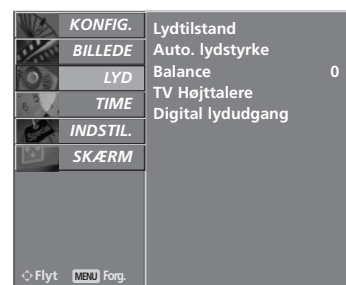 KONFIG.
BILLEDE
LYD
TIME
INDSTIL.
SKÆRM
Lydtilstand
Auto. lydstyrke
Balance 0
TV Højttalere
Digital lydudgang
Flyt MENU Forg.